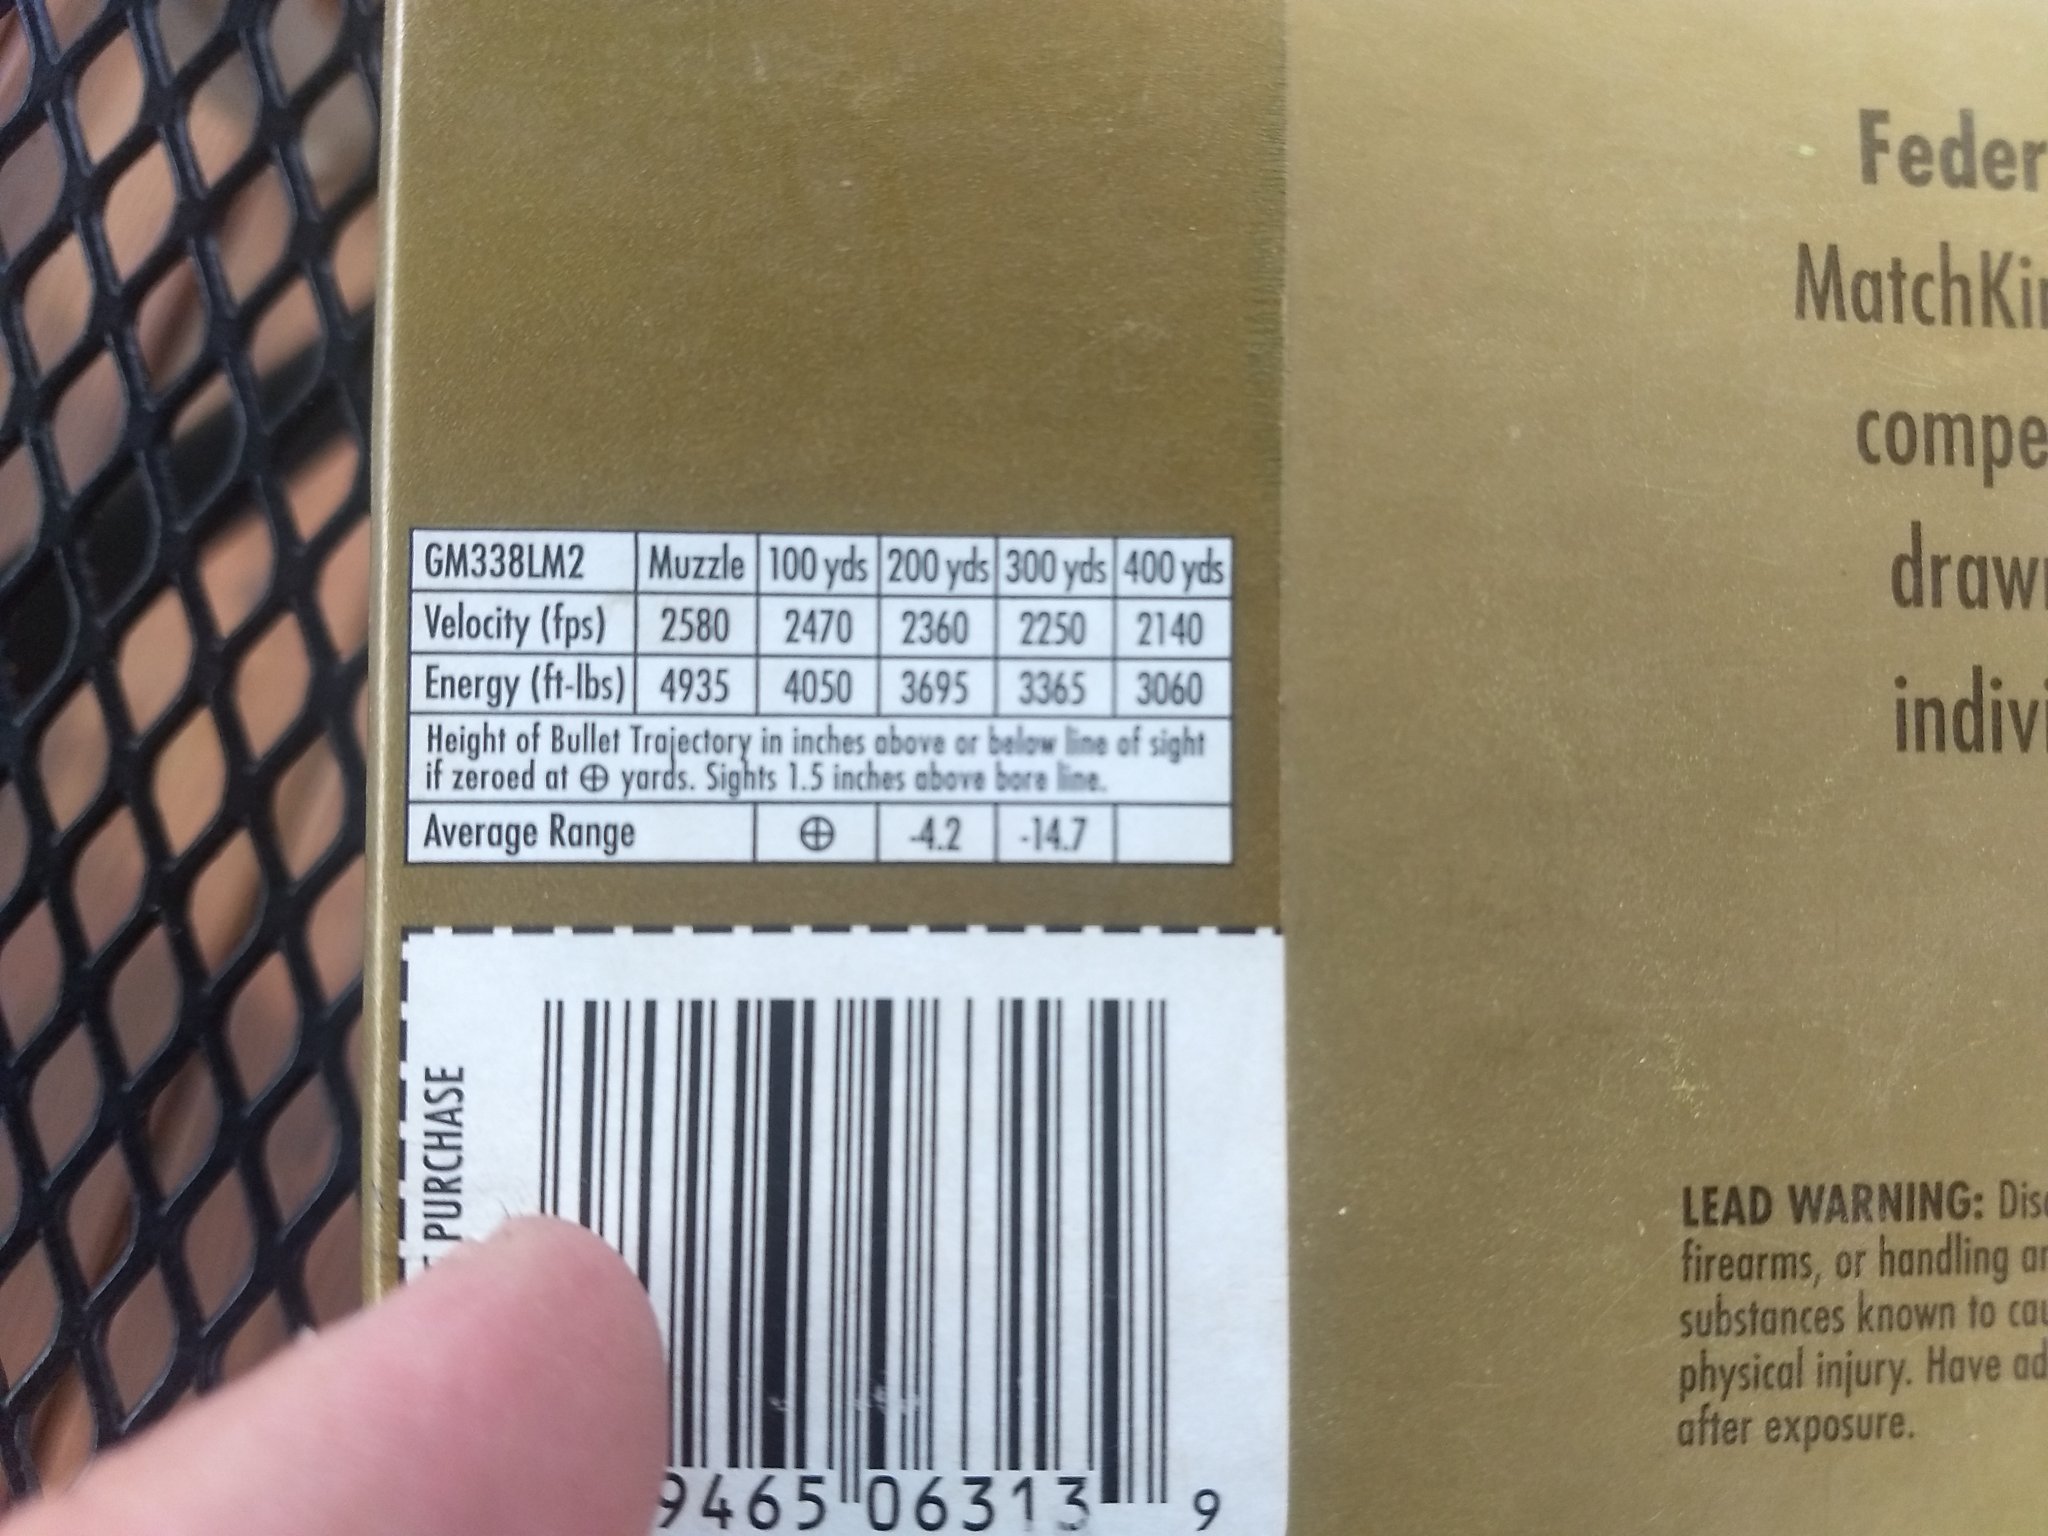 GM338LM2 Muzzle 100 yds 200 yds 300 yds 400 yds
Velocity (fps) 2580 2470 2360 2250 2140
Energy (ft-lbs) 4935 4050 3695 3365 3060
Height of Bullet Trajectory in inches above or below line of sight
if zeroed at ⊕ yards. Sights 1.5 inches above bore line.
Average Range ⊕ -4.2 -14.7
PURCHASE
9465 06313 9
Feder
MatchKin
compe
drawn
indivi
LEAD WARNING: Disc
firearms, or handling am
substances known to cau
physical injury. Have ad
after exposure.